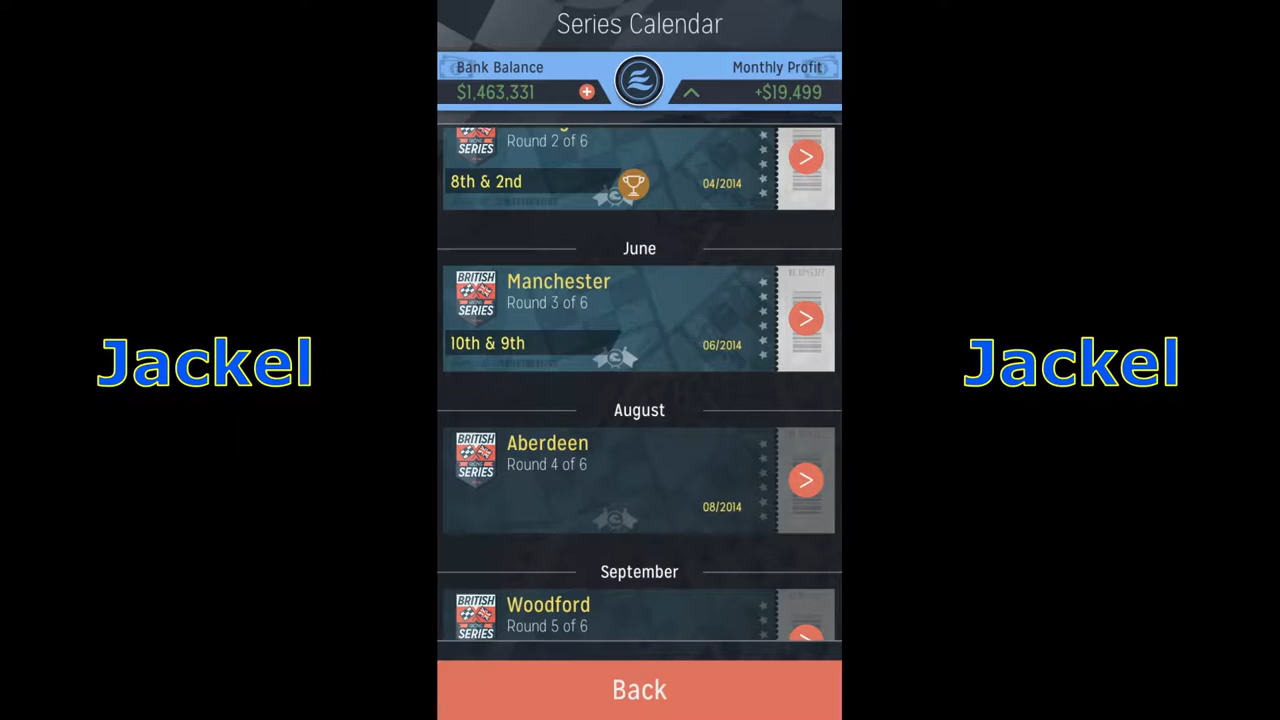 Series Calendar
Bank Balance
Monthly Profit
$1,463,331
+$19,499
SERIES
Round 2 of 6
8th & 2nd
04/2014
June
BRITISH
SERIES
Manchester
Round 3 of 6
10th & 9th
06/2014
August
BRITISH
SERIES
Aberdeen
Round 4 of 6
08/2014
September
BRITISH
SERIES
Woodford
Round 5 of 6
Back
Jackel
Jackel